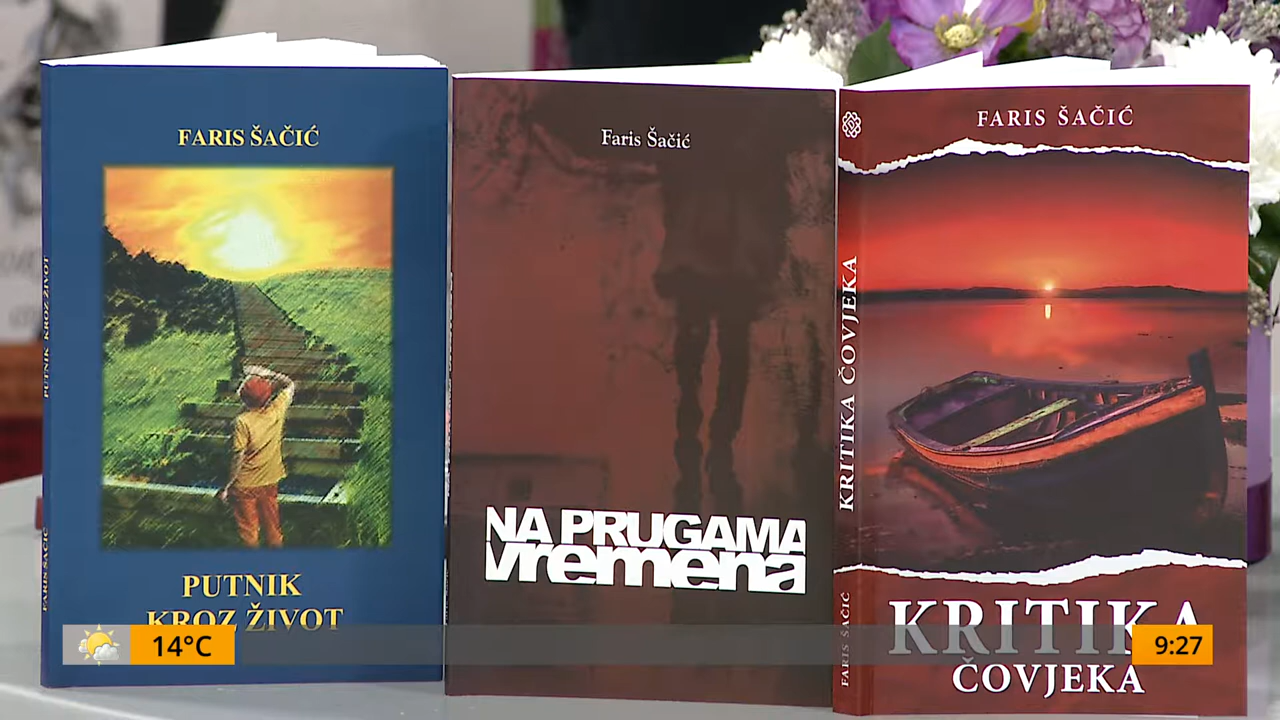 FARIS ŠAČIĆ
PUTNIK
KROZ ŽIVOT
PUTNIK KROZ ŽIVOT
FARIS ŠAČIĆ
Faris Šačić
NA PRUGAMA
vremena
FARIS ŠAČIĆ
KRITIKA
ČOVJEKA
KRITIKA ČOVJEKA
FARIS ŠAČIĆ
14°C
9:27